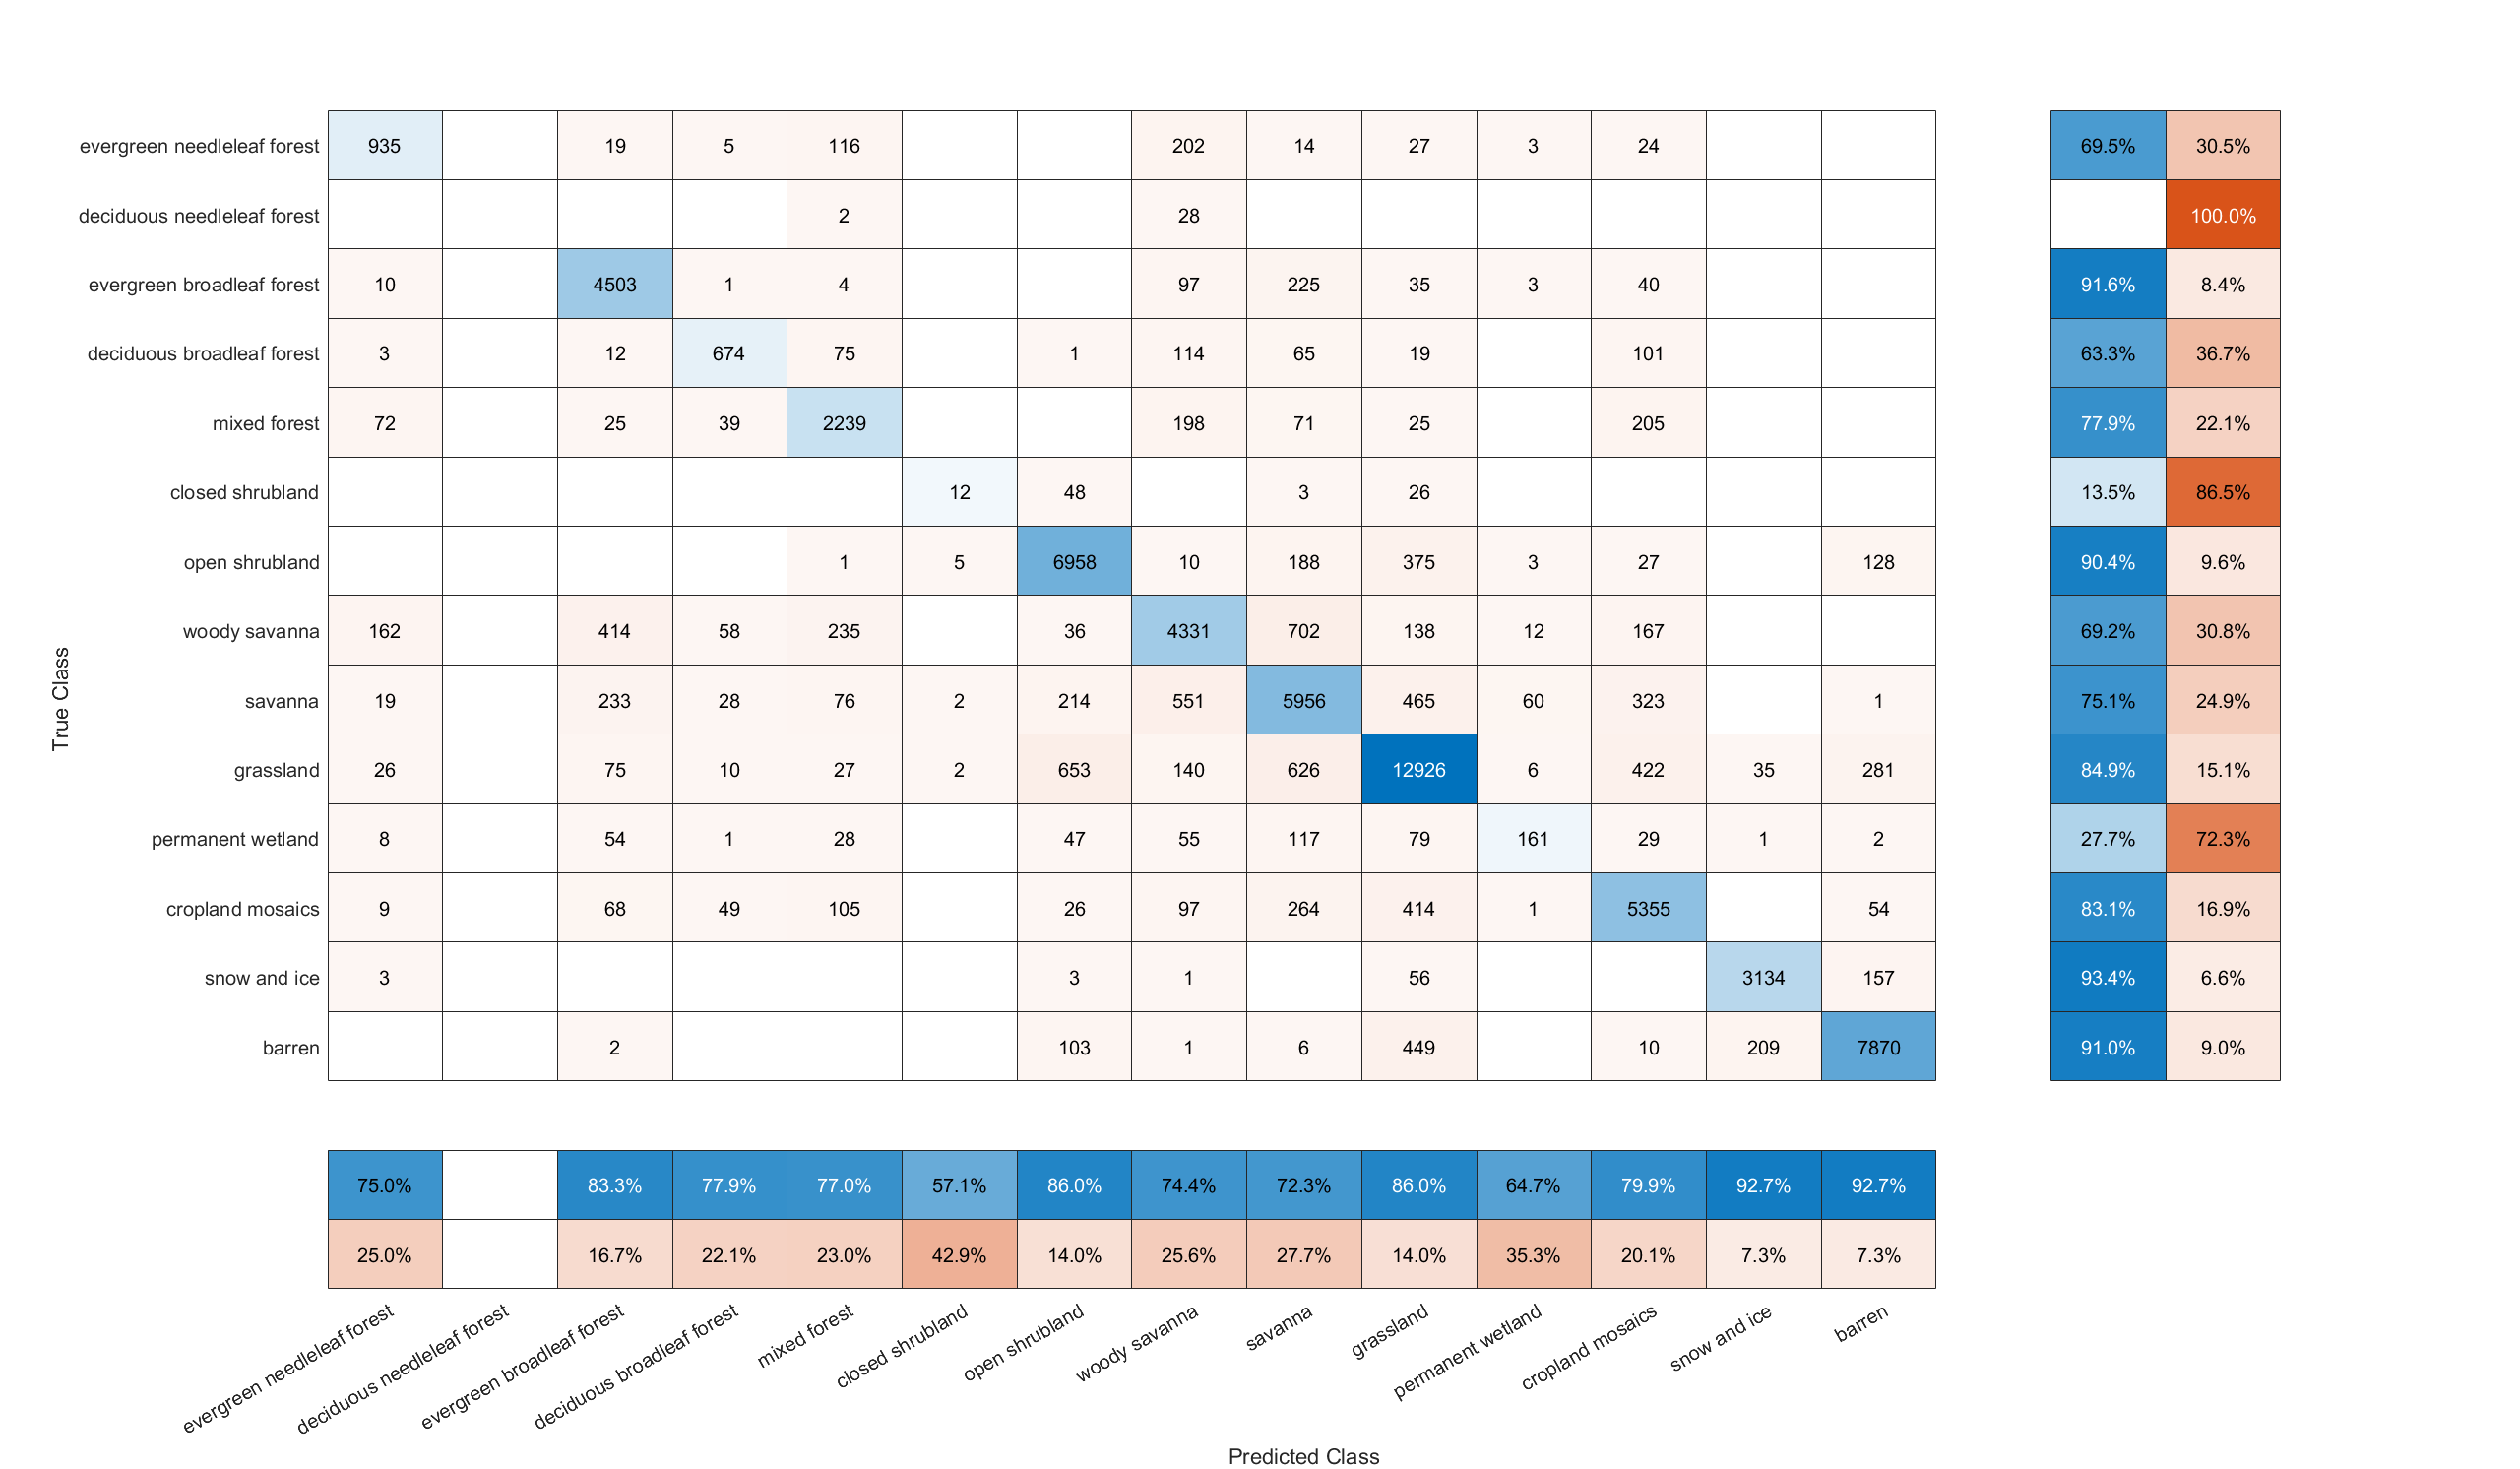 evergreen needleleaf forest 935 19 5 116 202 14 27 3 24 69.5% 30.5%
deciduous needleleaf forest 2 28 100.0%
evergreen broadleaf forest 10 4503 1 4 97 225 35 3 40 91.6% 8.4%
deciduous broadleaf forest 3 12 674 75 1 114 65 19 101 63.3% 36.7%
mixed forest 72 25 39 2239 198 71 25 205 77.9% 22.1%
closed shrubland 12 48 3 26 13.5% 86.5%
open shrubland 1 5 6958 10 188 375 3 27 128 90.4% 9.6%
woody savanna 162 414 58 235 36 4331 702 138 12 167 69.2% 30.8%
savanna 19 233 28 76 2 214 551 5956 465 60 323 1 75.1% 24.9%
grassland 26 75 10 27 2 653 140 626 12926 6 422 35 281 84.9% 15.1%
permanent wetland 8 54 1 28 47 55 117 79 161 29 1 2 27.7% 72.3%
cropland mosaics 9 68 49 105 26 97 264 414 1 5355 54 83.1% 16.9%
snow and ice 3 3 1 56 3134 157 93.4% 6.6%
barren 2 103 1 6 449 10 209 7870 91.0% 9.0%
True Class
75.0% 83.3% 77.9% 77.0% 57.1% 86.0% 74.4% 72.3% 86.0% 64.7% 79.9% 92.7% 92.7%
25.0% 16.7% 22.1% 23.0% 42.9% 14.0% 25.6% 27.7% 14.0% 35.3% 20.1% 7.3% 7.3%
evergreen needleleaf forest
deciduous needleleaf forest
evergreen broadleaf forest
deciduous broadleaf forest
mixed forest
closed shrubland
open shrubland
woody savanna
savanna
grassland
permanent wetland
cropland mosaics
snow and ice
barren
Predicted Class